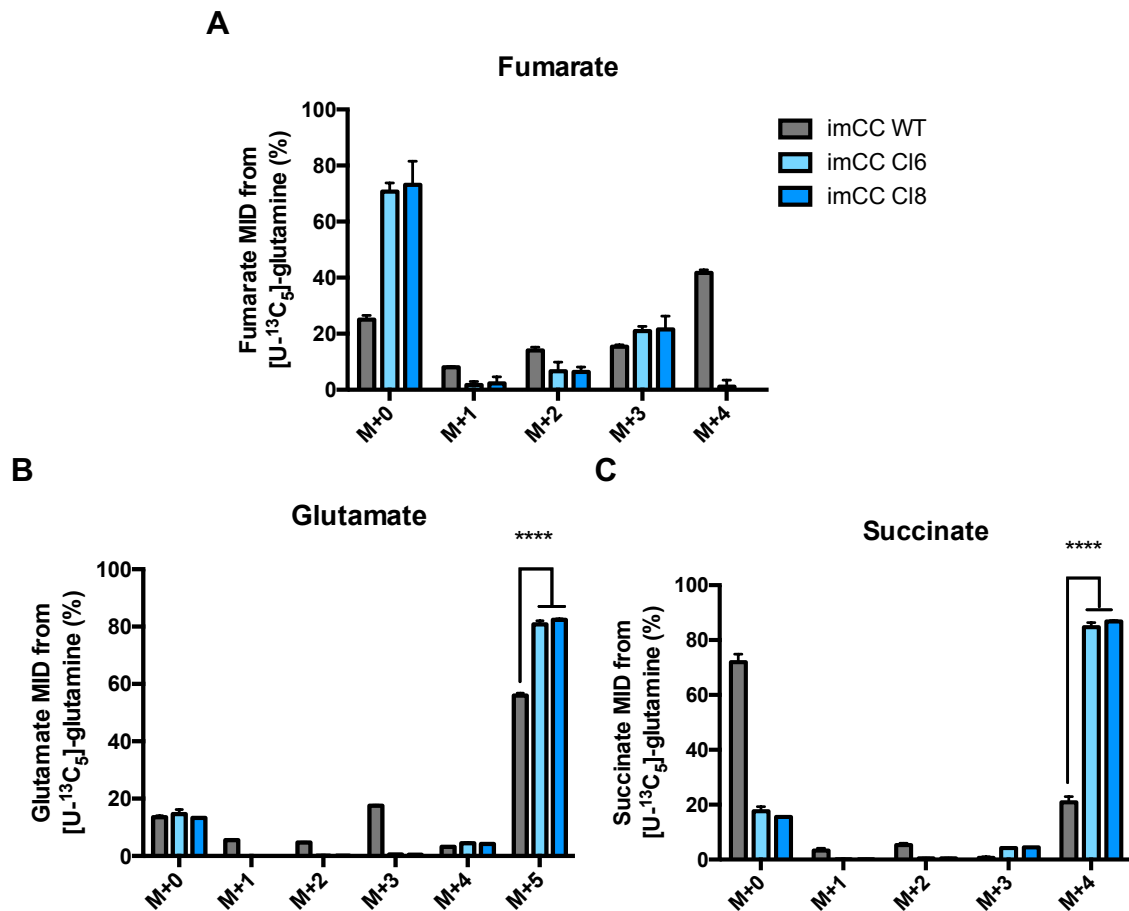 A
Fumarate
Fumarate MID from
[U-¹³C₅]-glutamine (%)
100
80
60
40
20
0
M+0
M+1
M+2
M+3
M+4
imCC WT
imCC Cl6
imCC Cl8
B
Glutamate
****
Glutamate MID from
[U-¹³C₅]-glutamine (%)
100
80
60
40
20
0
M+0
M+1
M+2
M+3
M+4
M+5
C
Succinate
****
Succinate MID from
[U-¹³C₅]-glutamine (%)
100
80
60
40
20
0
M+0
M+1
M+2
M+3
M+4